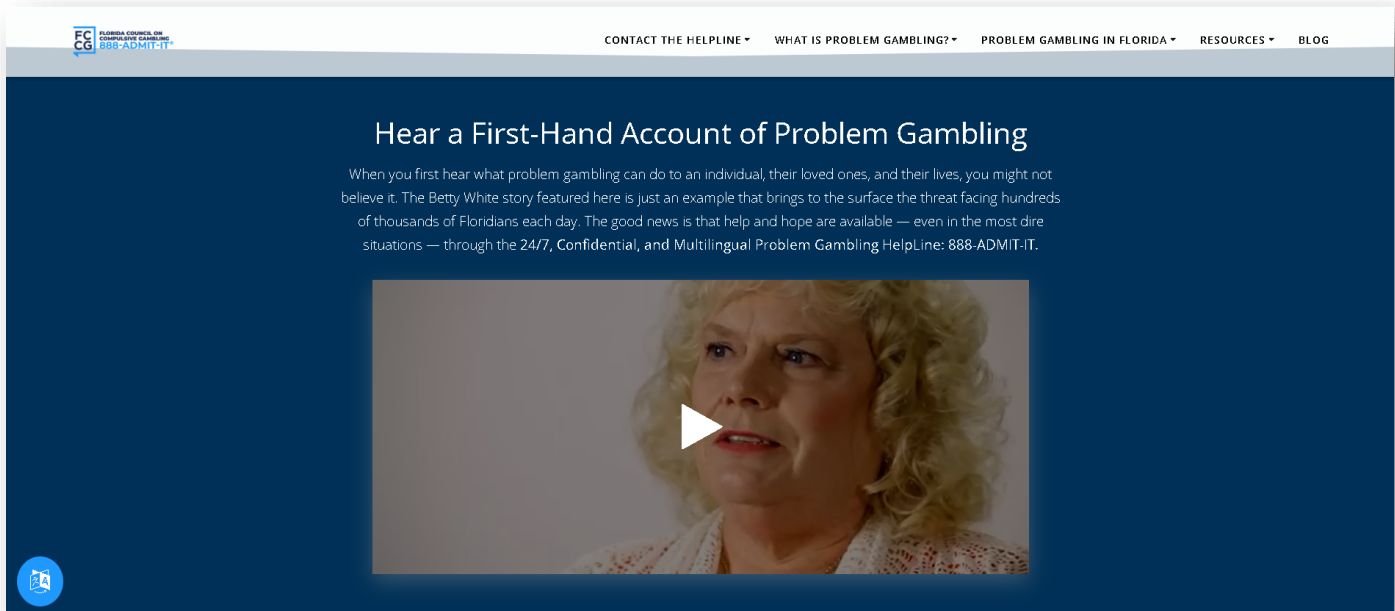 FC
CG
FLORIDA COUNCIL ON
COMPULSIVE GAMBLING
888-ADMIT-IT®
CONTACT THE HELPLINE
WHAT IS PROBLEM GAMBLING?
PROBLEM GAMBLING IN FLORIDA
RESOURCES
BLOG
Hear a First-Hand Account of Problem Gambling
When you first hear what problem gambling can do to an individual, their loved ones, and their lives, you might not
believe it. The Betty White story featured here is just an example that brings to the surface the threat facing hundreds
of thousands of Floridians each day. The good news is that help and hope are available — even in the most dire
situations — through the 24/7, Confidential, and Multilingual Problem Gambling HelpLine: 888-ADMIT-IT.